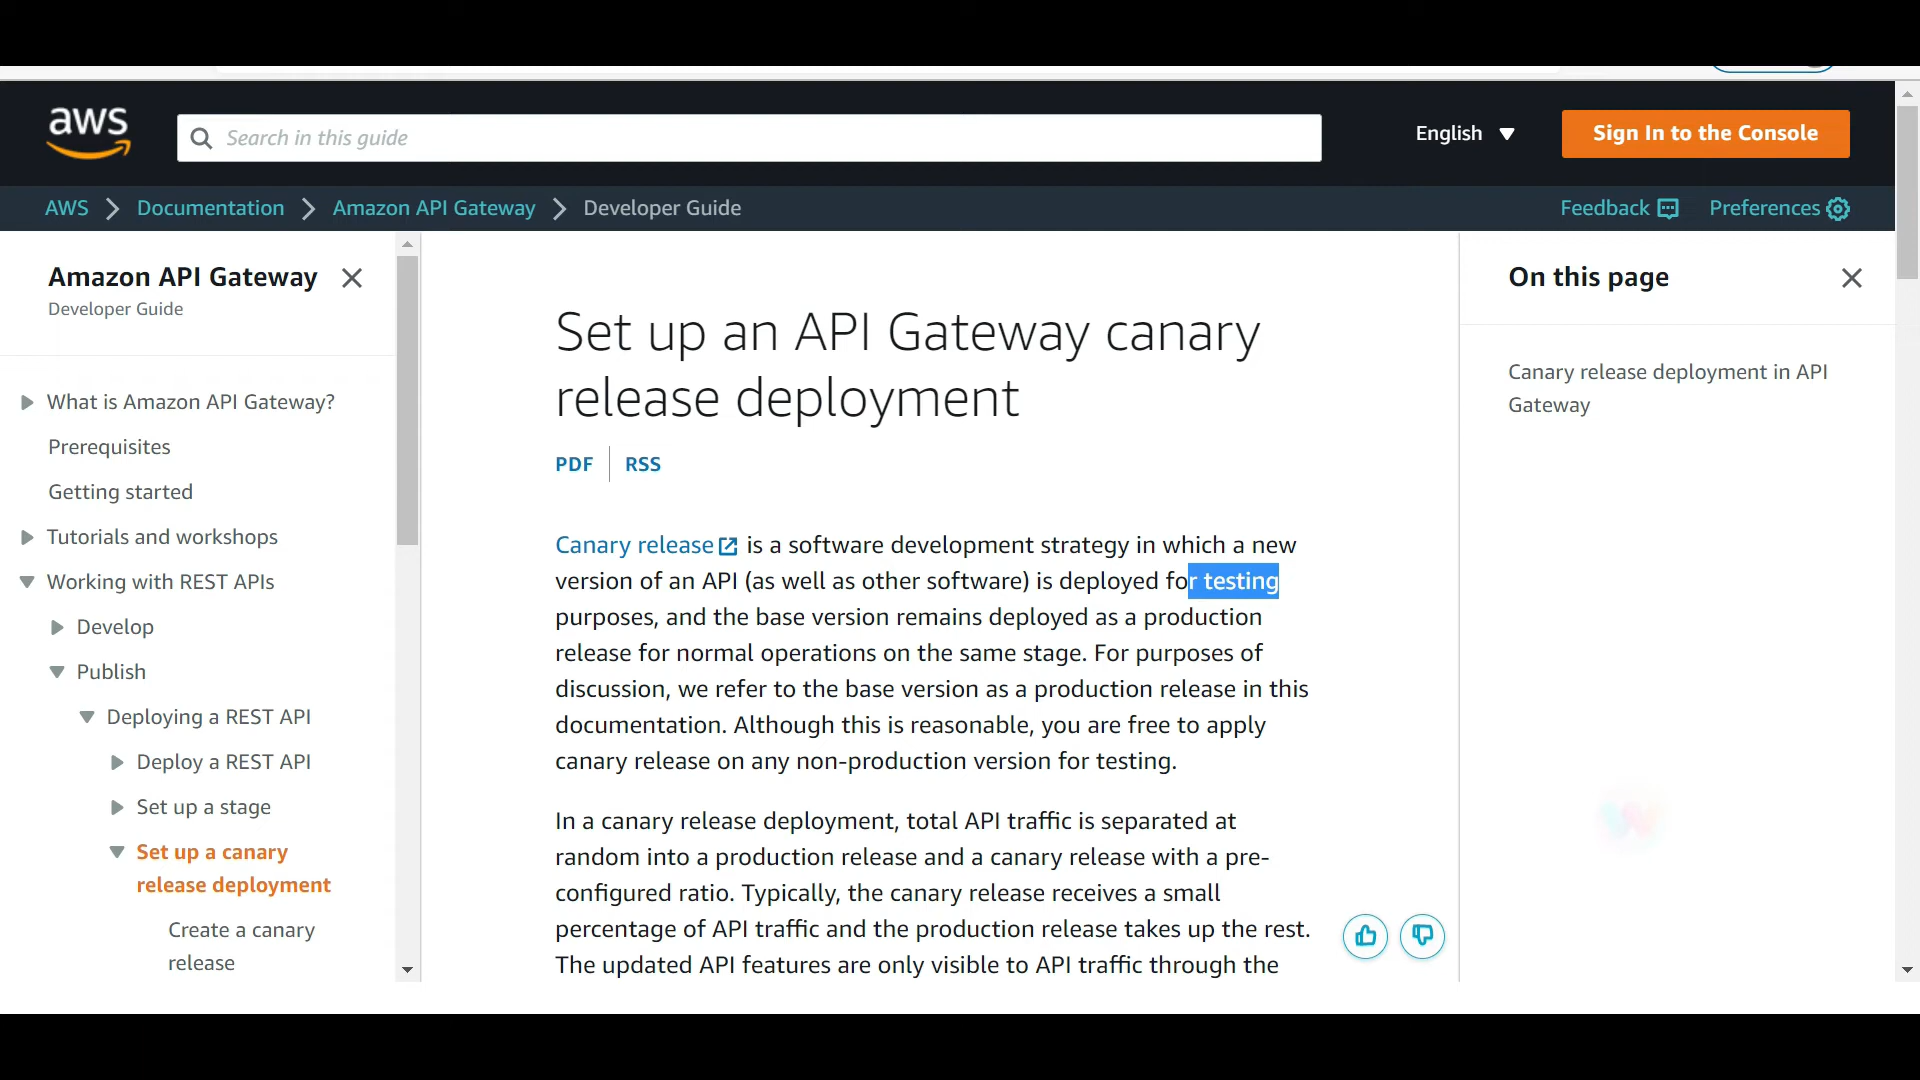 aws
Search in this guide
English
Sign In to the Console
AWS
Documentation
Amazon API Gateway
Developer Guide
Feedback
Preferences
Amazon API Gateway
Developer Guide
What is Amazon API Gateway?
Prerequisites
Getting started
Tutorials and workshops
Working with REST APIs
Develop
Publish
Deploying a REST API
Deploy a REST API
Set up a stage
Set up a canary
release deployment
Create a canary
release
Set up an API Gateway canary
release deployment
PDF
RSS
Canary release is a software development strategy in which a new
version of an API (as well as other software) is deployed for testing
purposes, and the base version remains deployed as a production
release for normal operations on the same stage. For purposes of
discussion, we refer to the base version as a production release in this
documentation. Although this is reasonable, you are free to apply
canary release on any non-production version for testing.
In a canary release deployment, total API traffic is separated at
random into a production release and a canary release with a pre-
configured ratio. Typically, the canary release receives a small
percentage of API traffic and the production release takes up the rest.
The updated API features are only visible to API traffic through the
On this page
Canary release deployment in API
Gateway